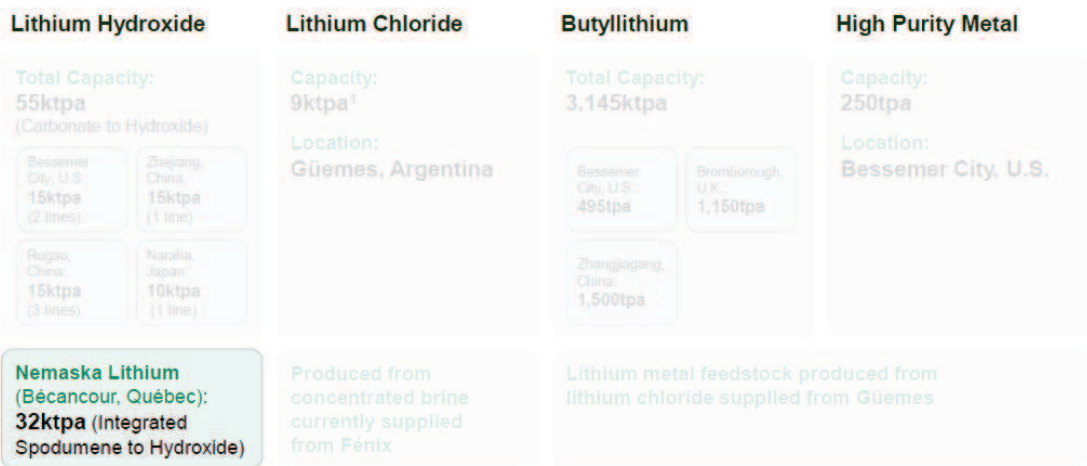 Lithium Hydroxide
Total Capacity:
55ktpa
(Carbonate to Hydroxide)
Bessemer
City, U.S.:
15ktpa
(2 lines)
Zhejiang,
China:
15ktpa
(1 line)
Rugao,
China:
15ktpa
(3 lines)
Naraha,
Japan:
10ktpa
(1 line)
Nemaska Lithium
(Bécancour, Québec):
32ktpa (Integrated
Spodumene to Hydroxide)
Lithium Chloride
Capacity:
9ktpa¹
Location:
Güemes, Argentina
Produced from
concentrated brine
currently supplied
from Fénix
Butyllithium
Total Capacity:
3,145ktpa
Bessemer
City, U.S.:
495tpa
Bromborough,
U.K.:
1,150tpa
Zhangjiagang,
China:
1,500tpa
High Purity Metal
Capacity:
250tpa
Location:
Bessemer City, U.S.
Lithium metal feedstock produced from
lithium chloride supplied from Güemes